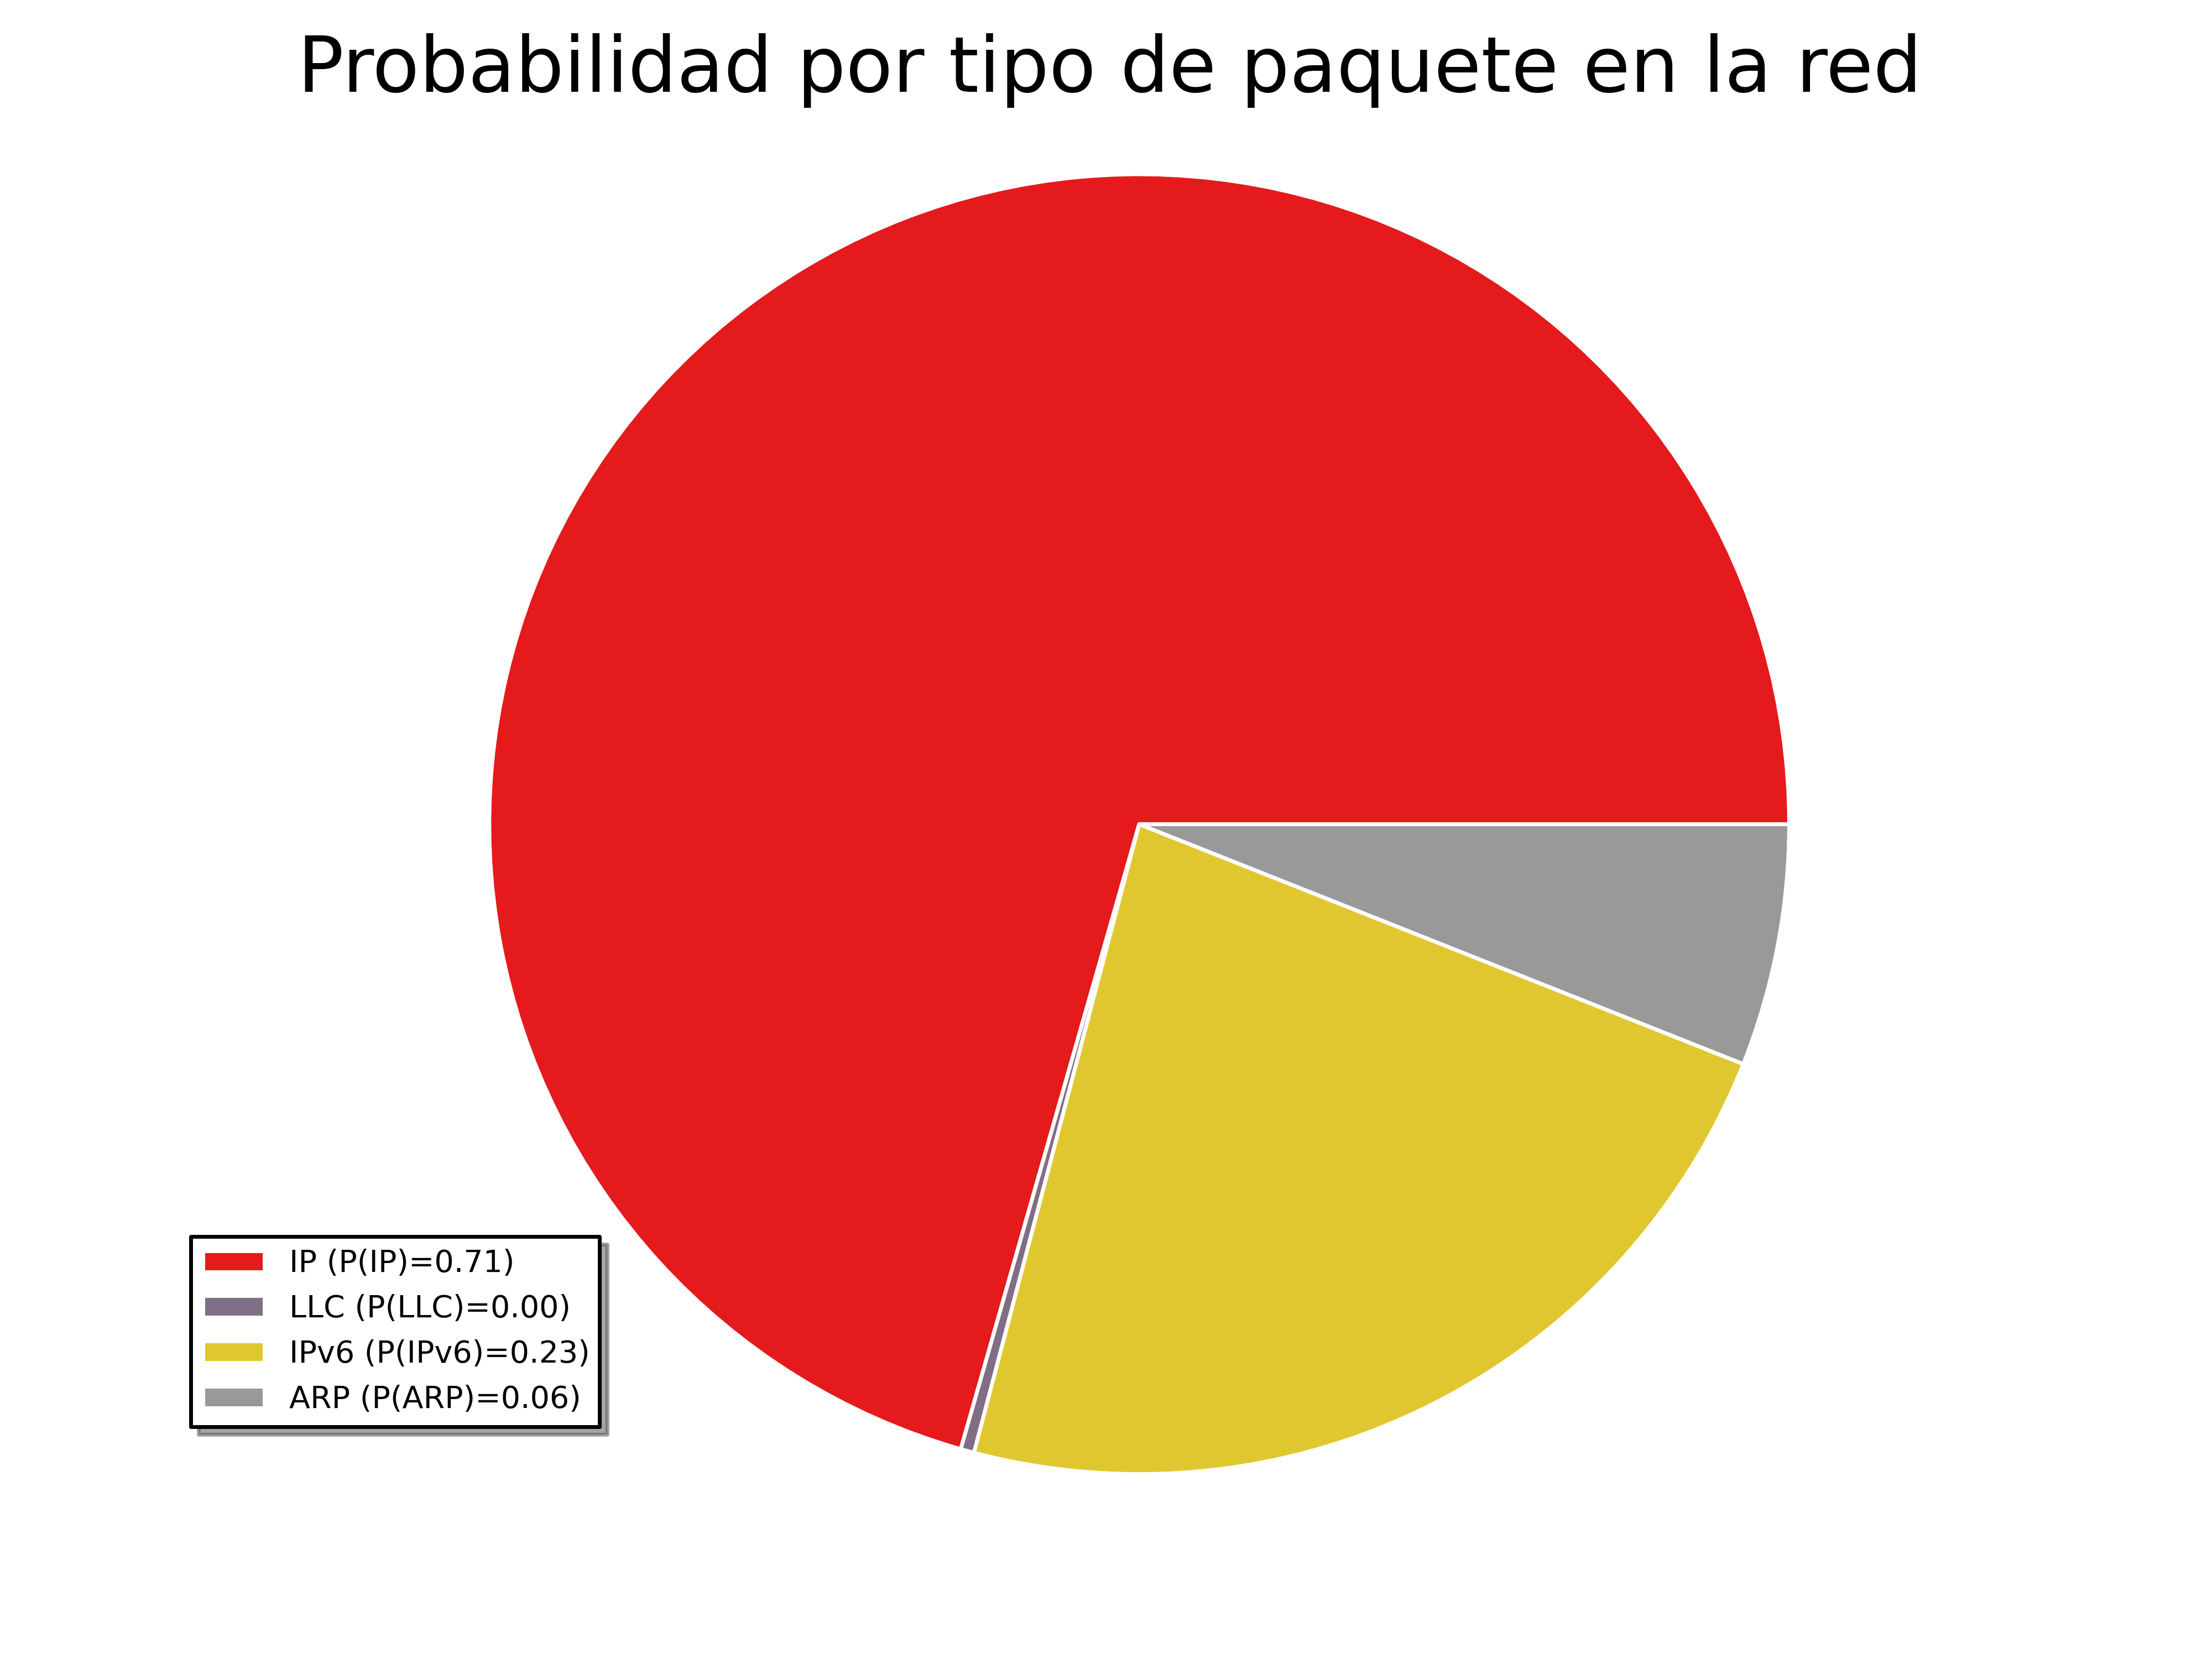 Probabilidad por tipo de paquete en la red
IP (P(IP)=0.71)
LLC (P(LLC)=0.00)
IPv6 (P(IPv6)=0.23)
ARP (P(ARP)=0.06)